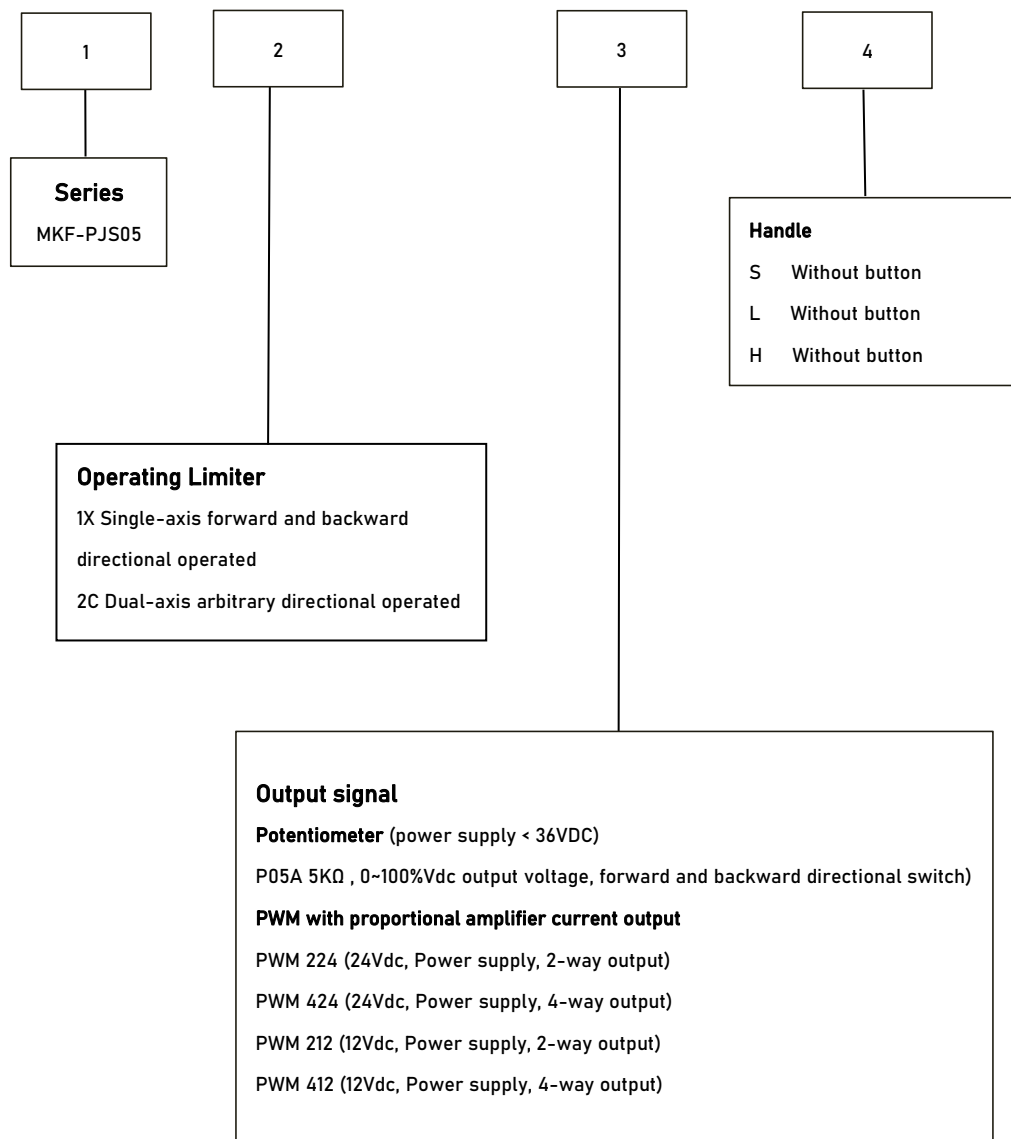 1
2
3
4
Series
MKF-PJS05
Handle
S Without button
L Without button
H Without button
Operating Limiter
1X Single-axis forward and backward
directional operated
2C Dual-axis arbitrary directional operated
Output signal
Potentiometer (power supply < 36VDC)
P05A 5KΩ , 0~100%Vdc output voltage, forward and backward directional switch)
PWM with proportional amplifier current output
PWM 224 (24Vdc, Power supply, 2-way output)
PWM 424 (24Vdc, Power supply, 4-way output)
PWM 212 (12Vdc, Power supply, 2-way output)
PWM 412 (12Vdc, Power supply, 4-way output)